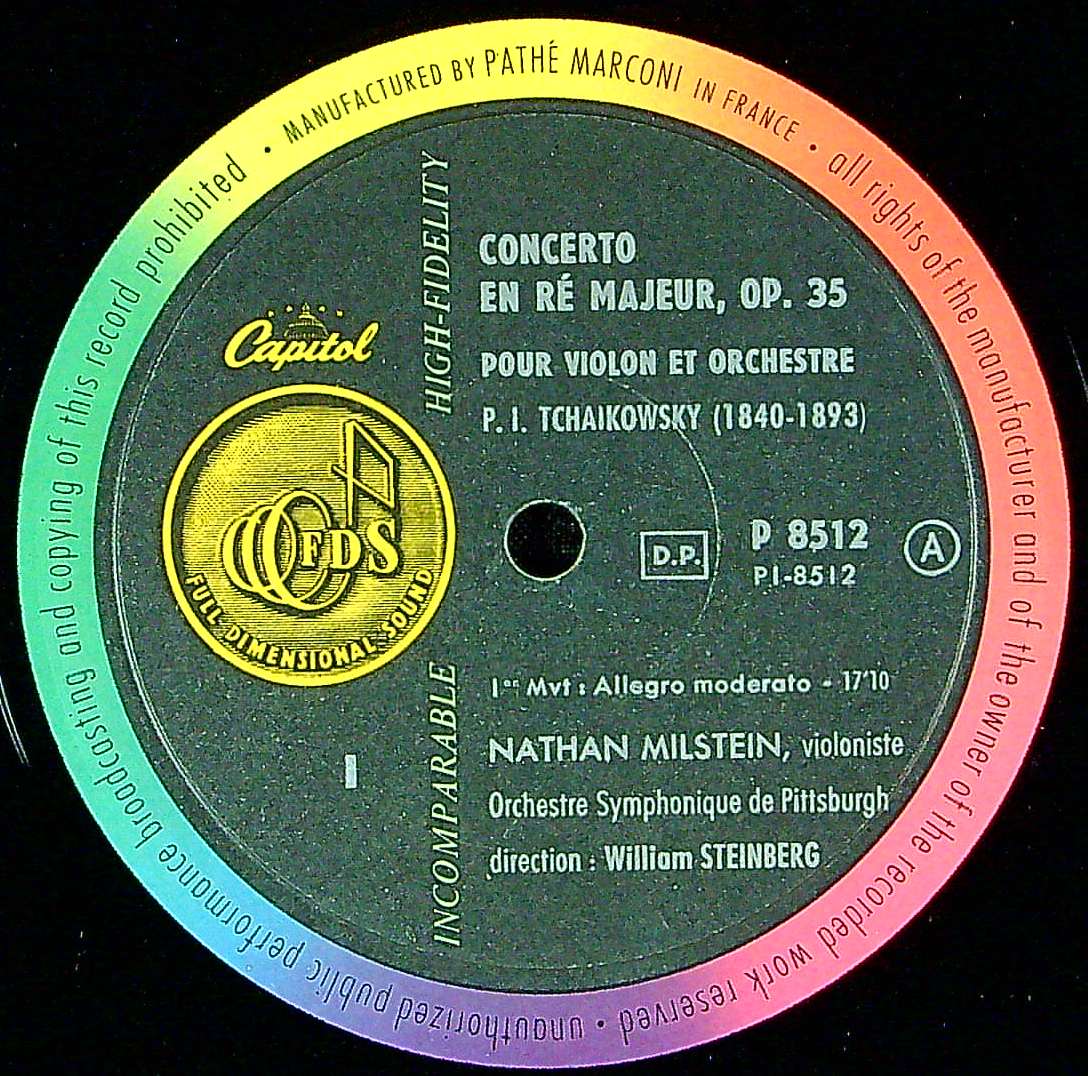 • MANUFACTURED BY PATHÉ MARCONI IN FRANCE • all rights of the manufacturer and of the owner of the recorded work reserved • unauthorized public performance broadcasting and copying of this record prohibited
Capitol
FDS
FULL DIMENSIONAL SOUND
INCOMPARABLE HIGH-FIDELITY
CONCERTO
EN RÉ MAJEUR, OP. 35
POUR VIOLON ET ORCHESTRE
P. I. TCHAIKOWSKY (1840-1893)
D.P.
P 8512
P.I-8512
A
1
1er Mvt : Allegro moderato - 17'10
NATHAN MILSTEIN, violoniste
Orchestre Symphonique de Pittsburgh
direction : William STEINBERG